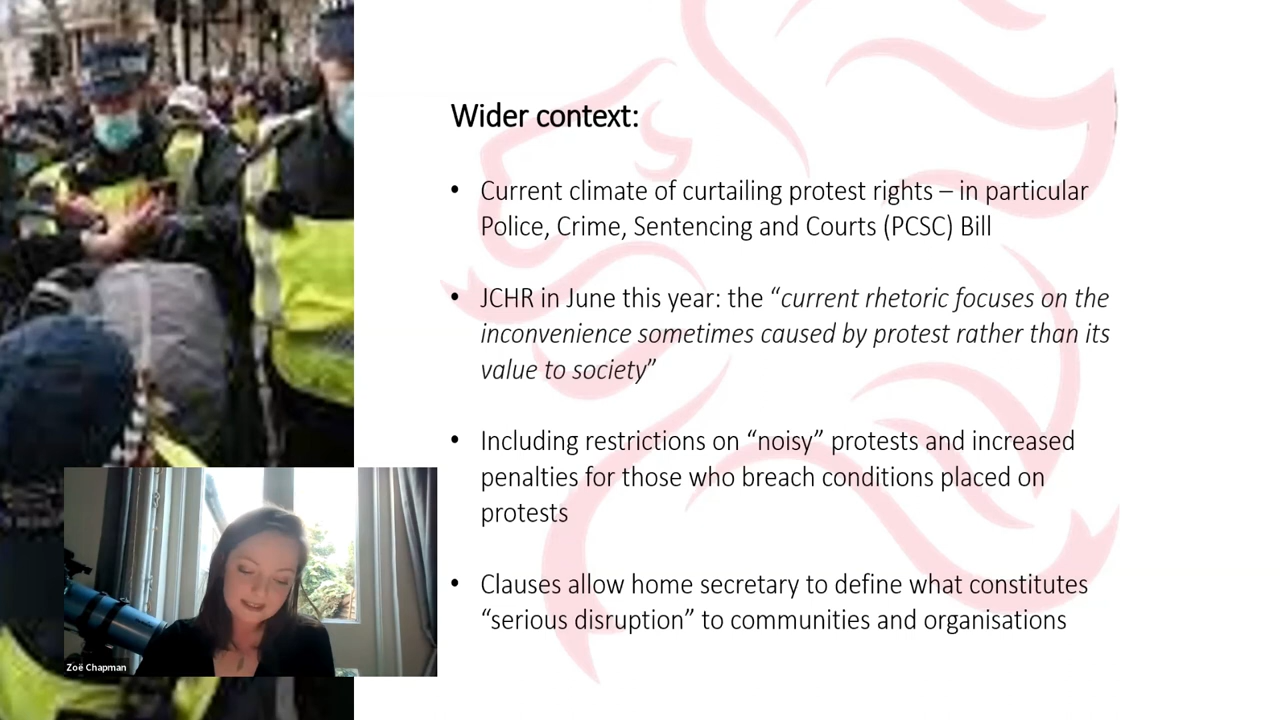 Wider context:
• Current climate of curtailing protest rights – in particular
Police, Crime, Sentencing and Courts (PCSC) Bill
• JCHR in June this year: the “current rhetoric focuses on the
inconvenience sometimes caused by protest rather than its
value to society”
• Including restrictions on “noisy” protests and increased
penalties for those who breach conditions placed on
protests
• Clauses allow home secretary to define what constitutes
“serious disruption” to communities and organisations
Zoë Chapman